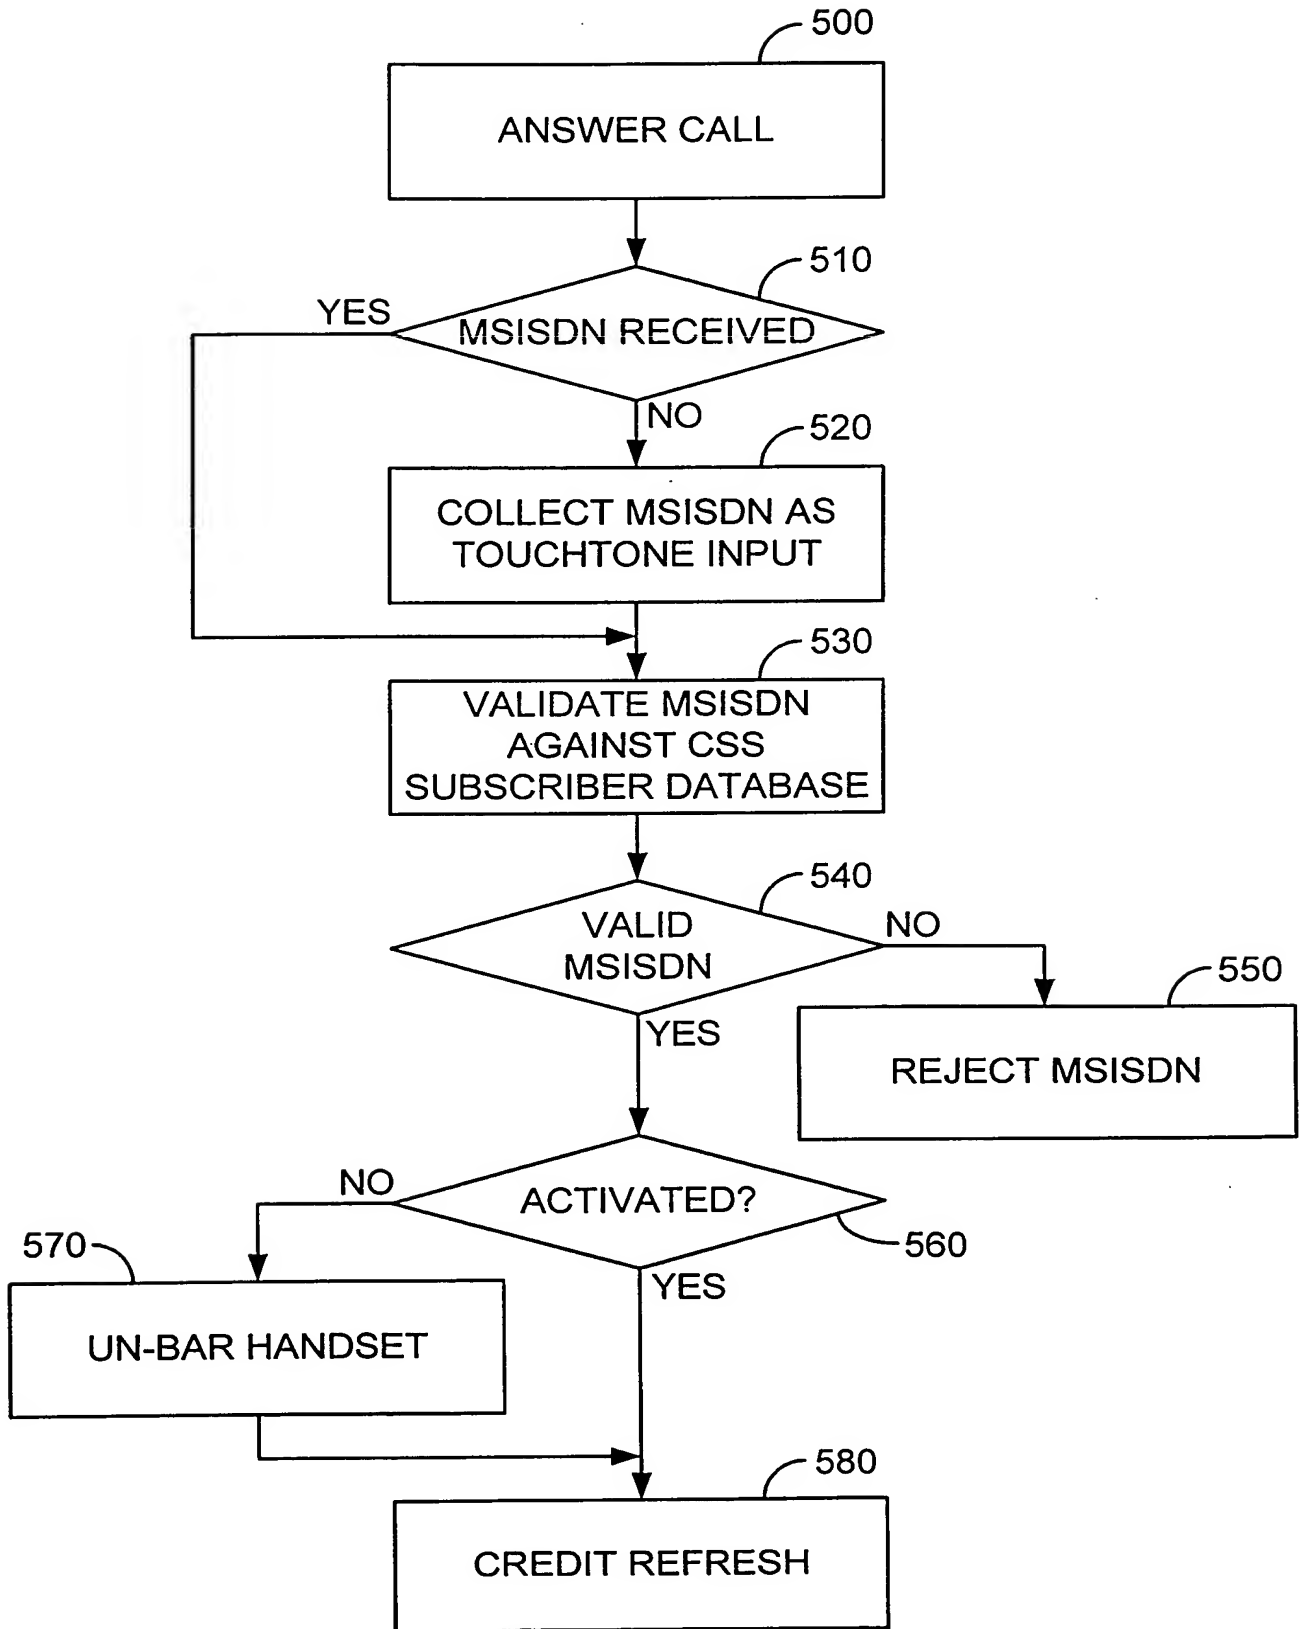 500
ANSWER CALL
510
YES
MSISDN RECEIVED
NO
520
COLLECT MSISDN AS
TOUCHTONE INPUT
530
VALIDATE MSISDN
AGAINST CSS
SUBSCRIBER DATABASE
540
VALID
MSISDN
NO
550
YES
REJECT MSISDN
NO
ACTIVATED?
560
570
YES
UN-BAR HANDSET
580
CREDIT REFRESH